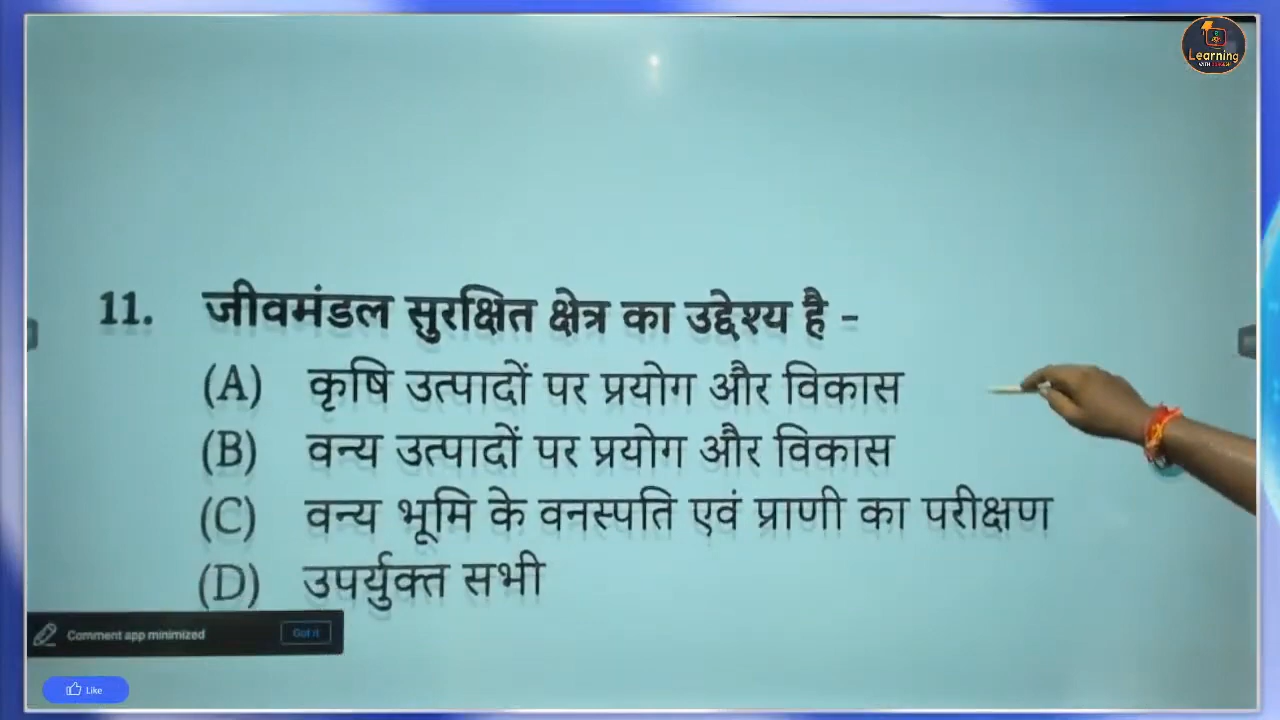 Learning
11. जीवमंडल सुरक्षित क्षेत्र का उद्देश्य है -
(A) कृषि उत्पादों पर प्रयोग और विकास
(B) वन्य उत्पादों पर प्रयोग और विकास
(C) वन्य भूमि के वनस्पति एवं प्राणी का परीक्षण
(D) उपर्युक्त सभी
Comment app minimized Got it
Like